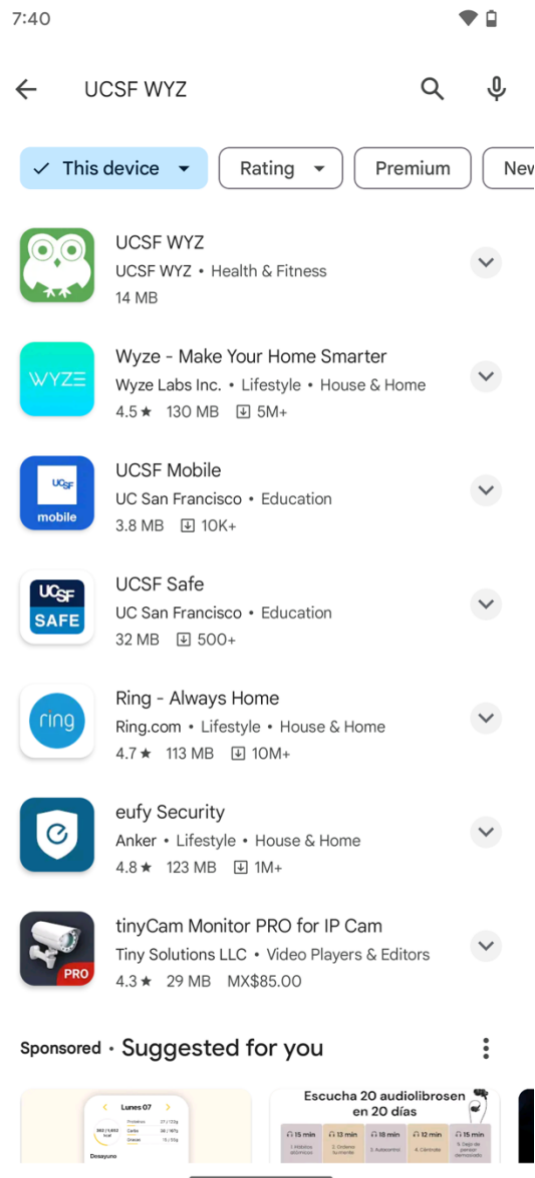 7:40
UCSF WYZ
This device
Rating
Premium
New
UCSF WYZ
UCSF WYZ • Health & Fitness
14 MB
WYZE
Wyze - Make Your Home Smarter
Wyze Labs Inc. • Lifestyle • House & Home
4.5★ 130 MB 5M+
UCSF
mobile
UCSF Mobile
UC San Francisco • Education
3.8 MB 10K+
UCSF
SAFE
UCSF Safe
UC San Francisco • Education
32 MB 500+
ring
Ring - Always Home
Ring.com • Lifestyle • House & Home
4.7★ 113 MB 10M+
eufy Security
Anker • Lifestyle • House & Home
4.8★ 123 MB 1M+
PRO
tinyCam Monitor PRO for IP Cam
Tiny Solutions LLC • Video Players & Editors
4.3★ 29 MB MX$85.00
Sponsored • Suggested for you
Lunes 07
Desayuno
Escucha 20 audiolibrosen
en 20 días
15 min
13 min
18 min
12 min
15 min